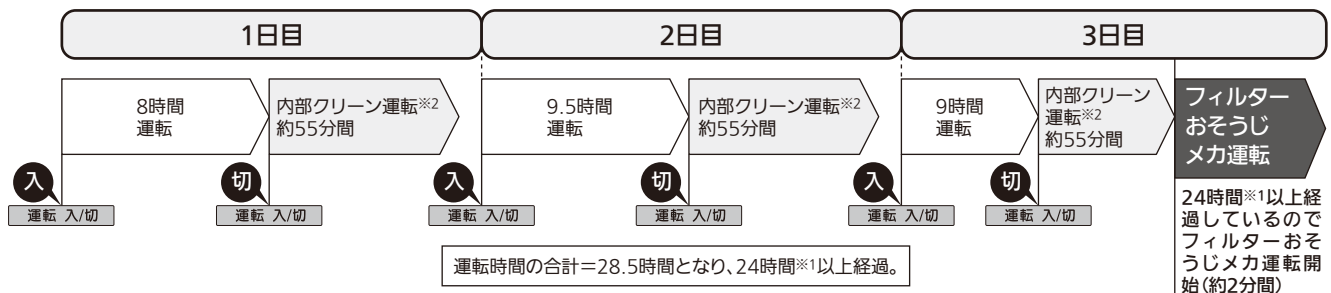 1日目
2日目
3日目
8時間
運転
内部クリーン運転※2
約55分間
9.5時間
運転
内部クリーン運転※2
約55分間
9時間
運転
内部クリーン
運転※2
約55分間
フィルター
おそうじ
メカ運転
入
運転 入/切
切
運転 入/切
入
運転 入/切
切
運転 入/切
入
運転 入/切
切
運転 入/切
24時間※1以上経
過しているので
フィルターおそ
うじメカ運転開
始(約2分間)
運転時間の合計=28.5時間となり、24時間※1以上経過。